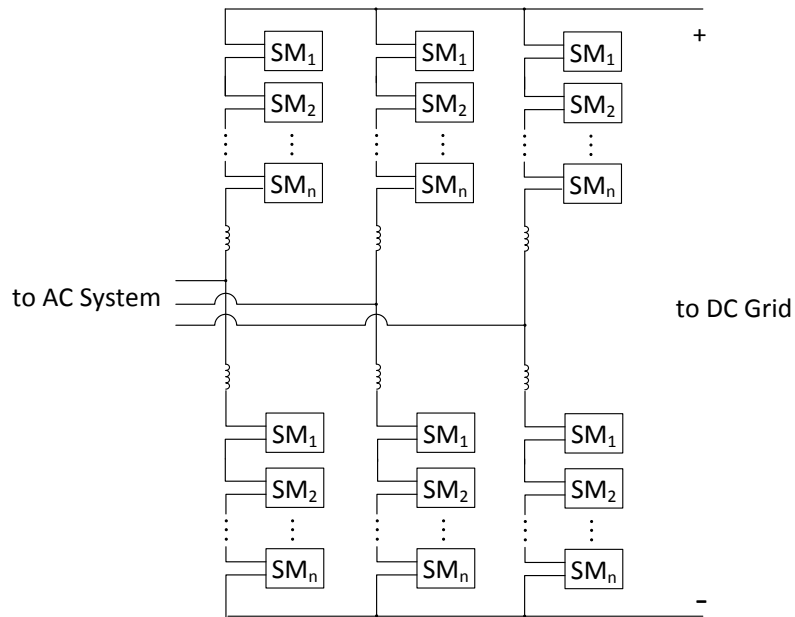 +
SM₁ SM₁ SM₁
SM₂ SM₂ SM₂
SMₙ SMₙ SMₙ
to AC System
to DC Grid
SM₁ SM₁ SM₁
SM₂ SM₂ SM₂
SMₙ SMₙ SMₙ
-